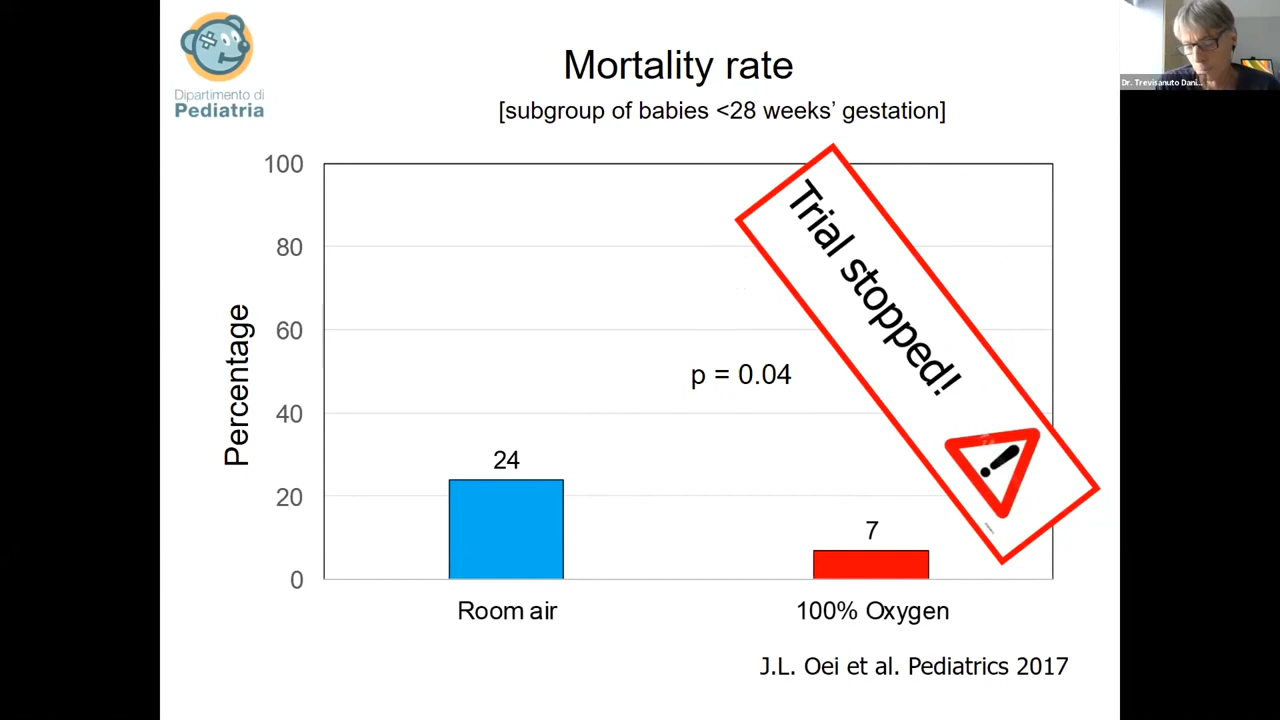 Dipartimento di
Pediatria
Mortality rate
[subgroup of babies <28 weeks’ gestation]
Dr. Trevisanuto Dani...
100
80
60
40
20
0
Percentage
Trial stopped!
!
p = 0.04
24
7
Room air
100% Oxygen
J.L. Oei et al. Pediatrics 2017